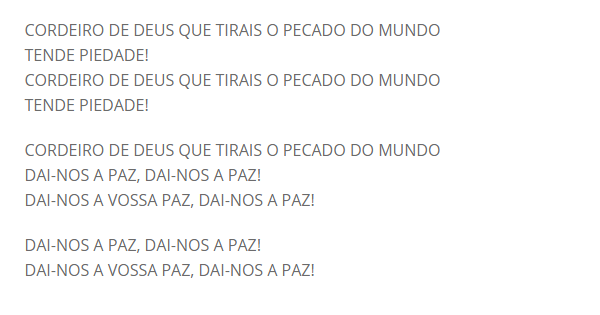 CORDEIRO DE DEUS QUE TIRAIS O PECADO DO MUNDO
TENDE PIEDADE!
CORDEIRO DE DEUS QUE TIRAIS O PECADO DO MUNDO
TENDE PIEDADE!
CORDEIRO DE DEUS QUE TIRAIS O PECADO DO MUNDO
DAI-NOS A PAZ, DAI-NOS A PAZ!
DAI-NOS A VOSSA PAZ, DAI-NOS A PAZ!
DAI-NOS A PAZ, DAI-NOS A PAZ!
DAI-NOS A VOSSA PAZ, DAI-NOS A PAZ!